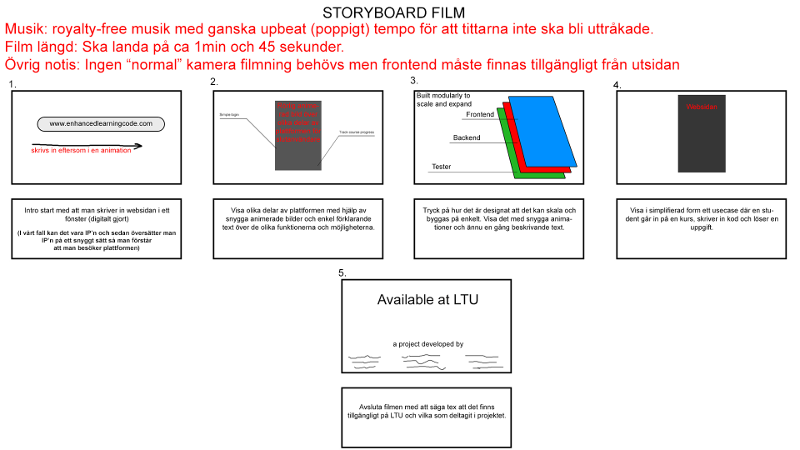 STORYBOARD FILM
Musik: royalty-free musik med ganska upbeat (poppigt) tempo för att tittarna inte ska bli uttråkade.
Film längd: Ska landa på ca 1min och 45 sekunder.
Övrig notis: Ingen “normal” kamera filmning behövs men frontend måste finnas tillgängligt från utsidan
1.
www.enhancedlearningcode.com
skrivs in eftersom i en animation
Intro start med att man skriver in websidan i ett
fönster (digitalt gjort)
(I vårt fall kan det vara IP'n och sedan översätter man
IP'n på ett snyggt sätt så man förstår
att man besöker plattformen)
2.
Simple login
Track course progress
Visa olika delar av plattformen med hjälp av
snygga animerade bilder och enkel förklarande
text över de olika funktionerna och möjligheterna.
3.
Built modularly to
scale and expand
Frontend
Backend
Tester
Tryck på hur det är designat att det kan skala och
byggas på enkelt. Visa det med snygga anima-
tioner och ännu en gång beskrivande text.
4.
Websidan
Visa i simplifierad form ett usecase där en stu-
dent går in på en kurs, skriver in kod och löser en
uppgift.
5.
Available at LTU
a project developed by
Avsluta filmen med att säga tex att det finns
tillgängligt på LTU och vilka som deltagit i projektet.